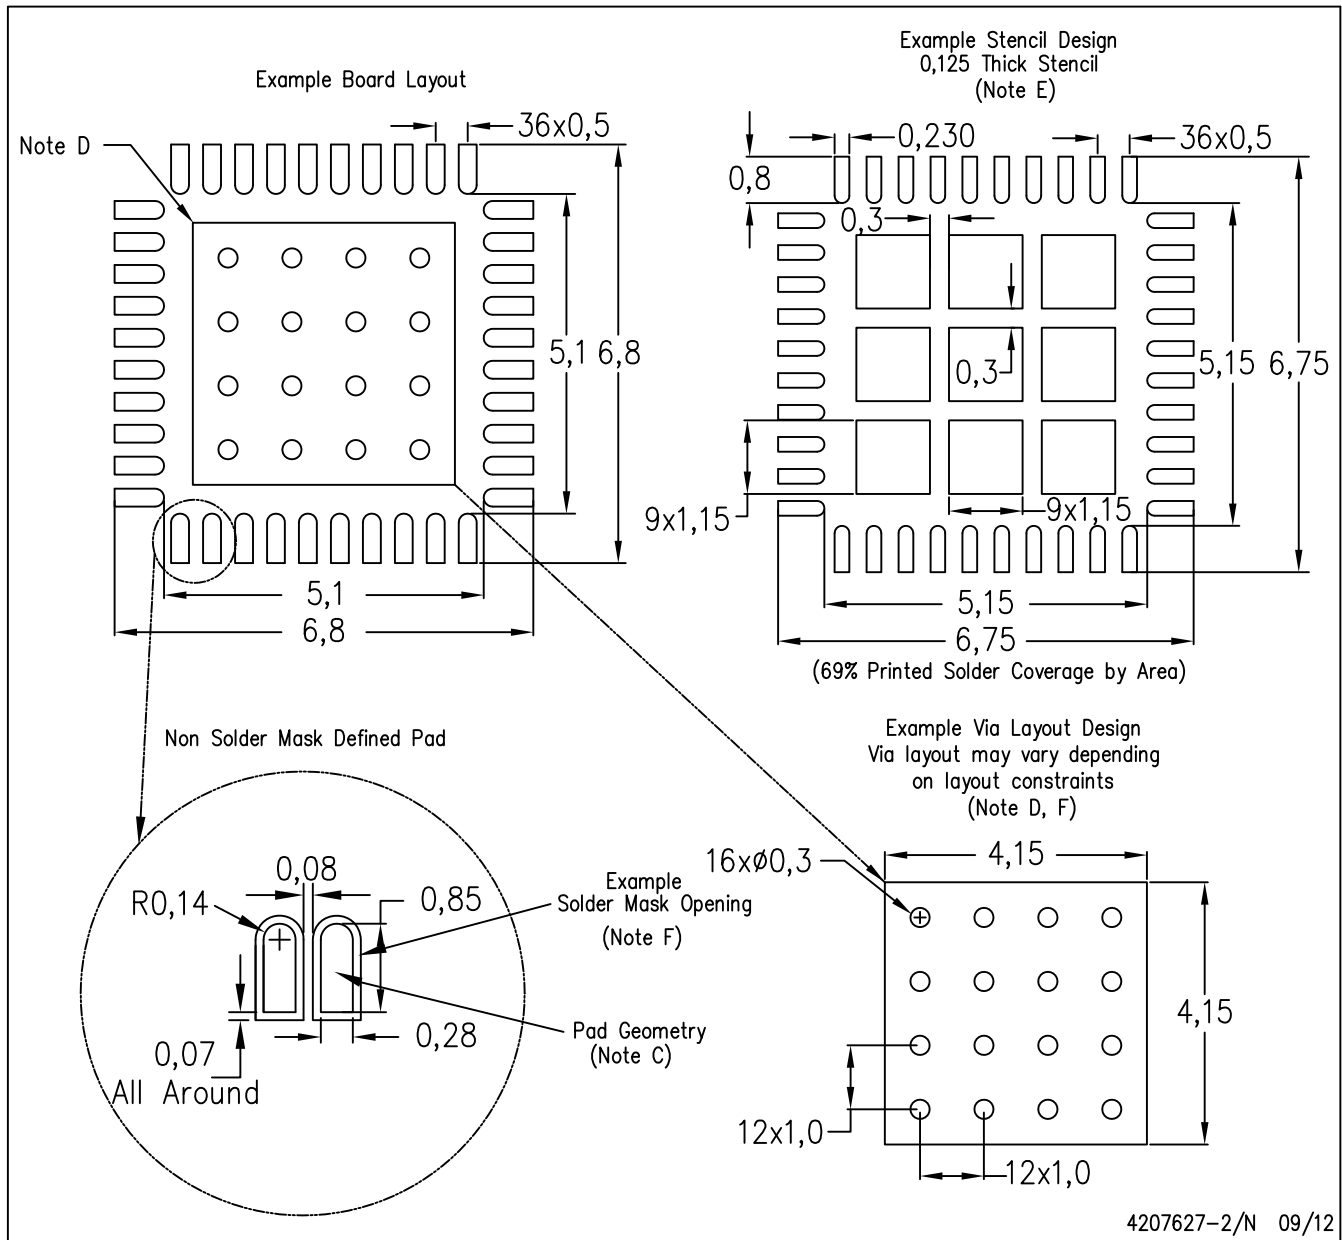 Example Board Layout
Note D
36x0,5
5,1
6,8
5,1
6,8
Example Stencil Design
0,125 Thick Stencil
(Note E)
0,230
36x0,5
0,8
0,3
0,3
5,15
6,75
9x1,15
9x1,15
5,15
6,75
(69% Printed Solder Coverage by Area)
Non Solder Mask Defined Pad
0,08
R0,14
0,85
Example
Solder Mask Opening
(Note F)
0,28
Pad Geometry
(Note C)
0,07
All Around
Example Via Layout Design
Via layout may vary depending
on layout constraints
(Note D, F)
16xø0,3
4,15
4,15
12x1,0
12x1,0
4207627-2/N 09/12